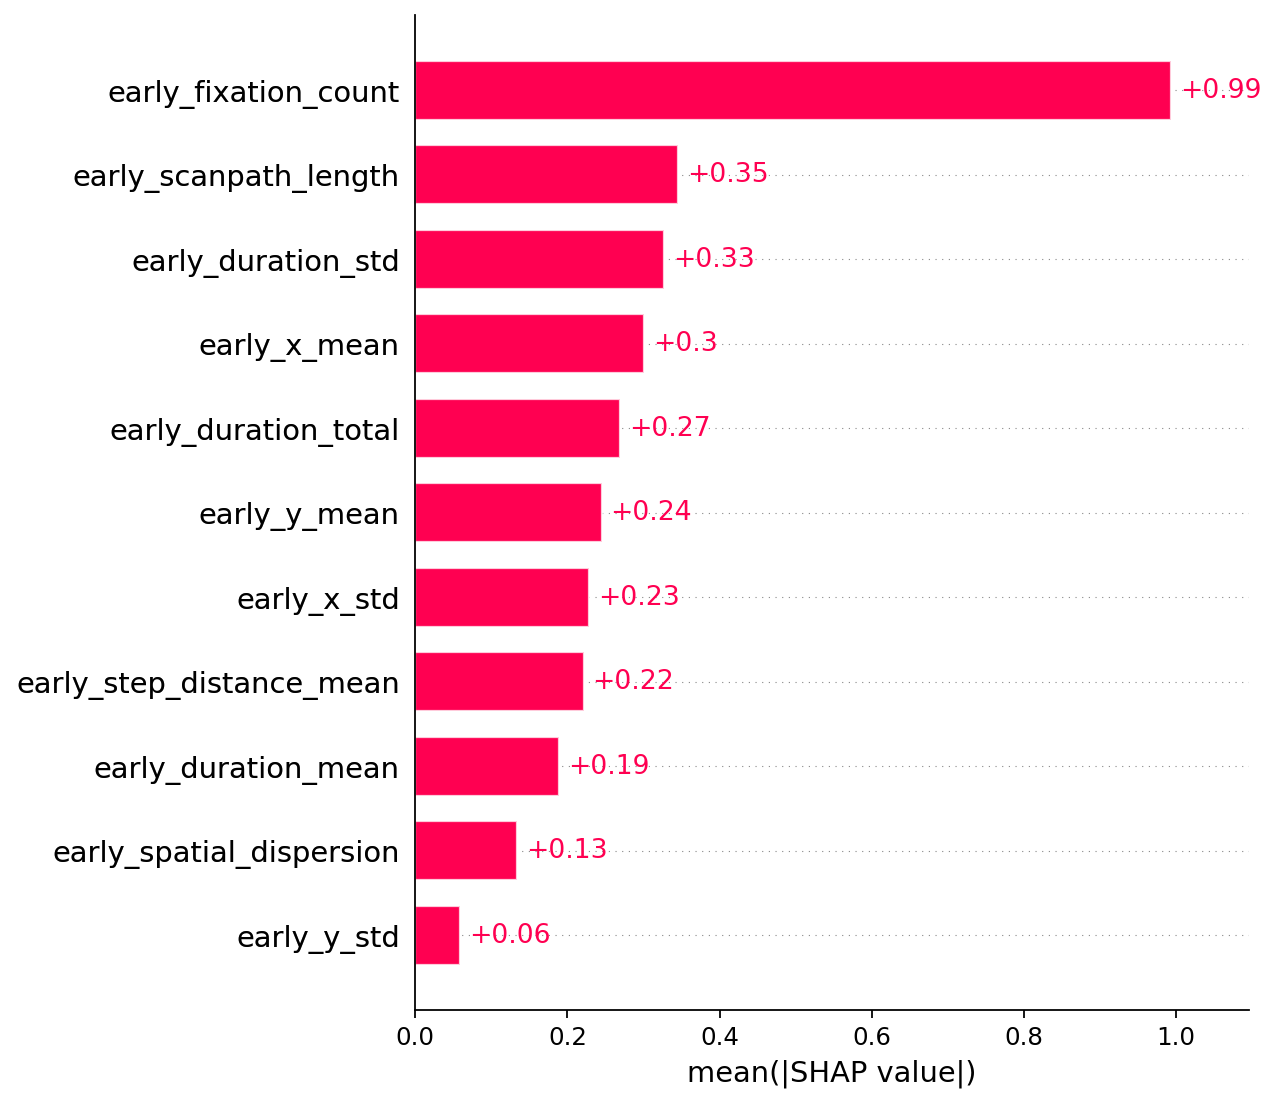 early_fixation_count +0.99
early_scanpath_length +0.35
early_duration_std +0.33
early_x_mean +0.3
early_duration_total +0.27
early_y_mean +0.24
early_x_std +0.23
early_step_distance_mean +0.22
early_duration_mean +0.19
early_spatial_dispersion +0.13
early_y_std +0.06
0.0 0.2 0.4 0.6 0.8 1.0
mean(|SHAP value|)